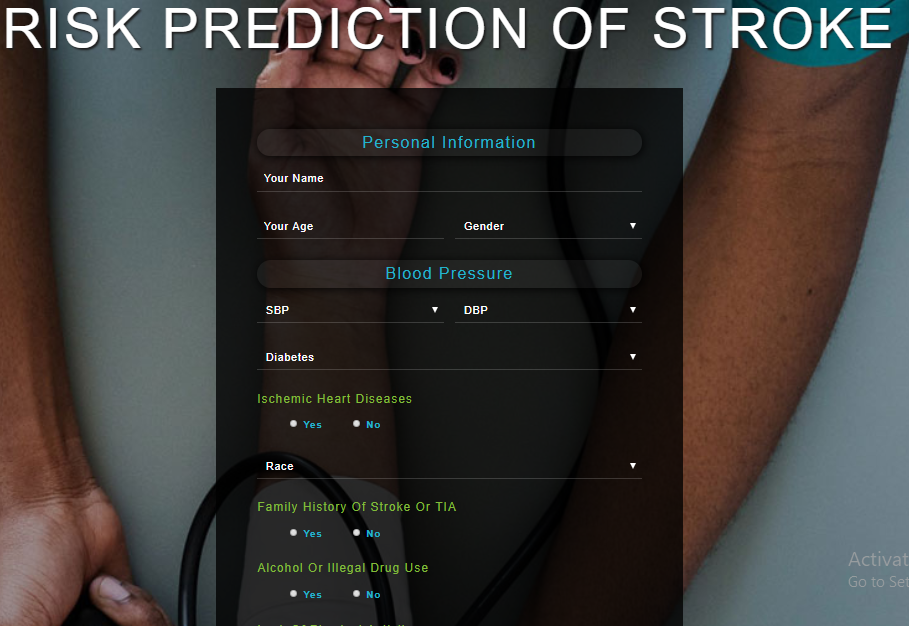 RISK PREDICTION OF STROKE
Personal Information
Your Name
Your Age Gender
Blood Pressure
SBP DBP
Diabetes
Ischemic Heart Diseases
Yes No
Race
Family History Of Stroke Or TIA
Yes No
Alcohol Or Illegal Drug Use
Yes No
Activat
Go to Set